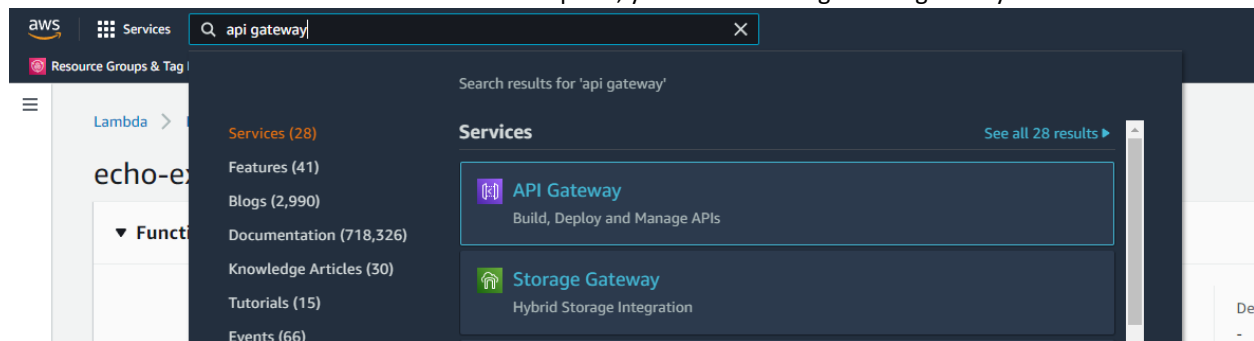 aws
Services
api gateway
Resource Groups & Tag
Search results for 'api gateway'
Lambda
Services (28)
Features (41)
Blogs (2,990)
Documentation (718,326)
Knowledge Articles (30)
Tutorials (15)
Events (66)
echo-e
Functi
Services
See all 28 results
API Gateway
Build, Deploy and Manage APIs
Storage Gateway
Hybrid Storage Integration
De
-